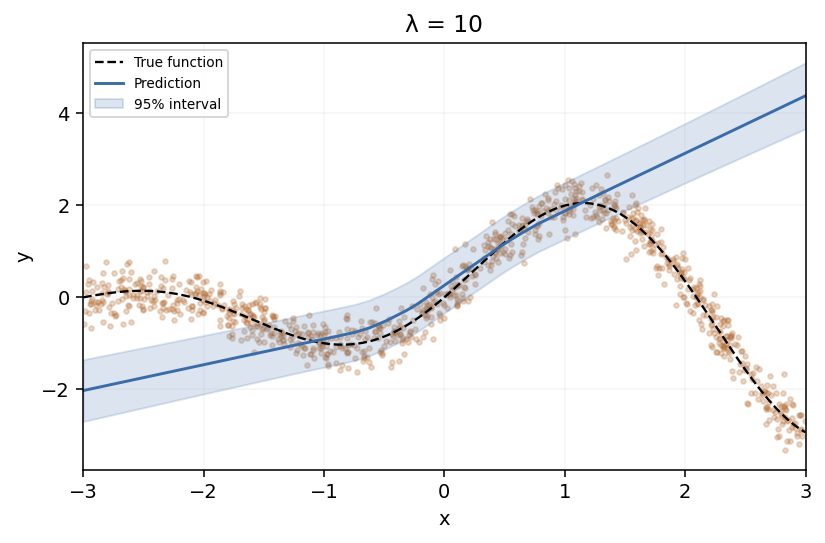 λ = 10
True function
Prediction
95% interval
y
4
2
0
−2
−3 −2 −1 0 1 2 3
x